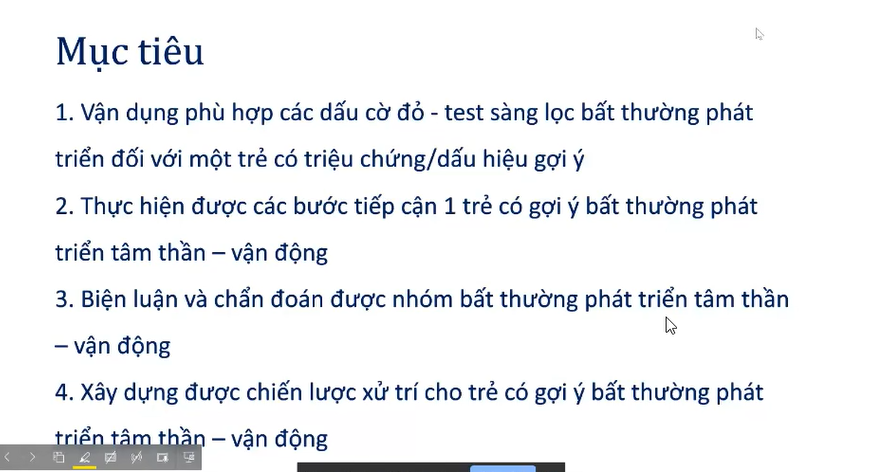 Mục tiêu
1. Vận dụng phù hợp các dấu cờ đỏ - test sàng lọc bất thường phát
triển đối với một trẻ có triệu chứng/dấu hiệu gợi ý
2. Thực hiện được các bước tiếp cận 1 trẻ có gợi ý bất thường phát
triển tâm thần – vận động
3. Biện luận và chẩn đoán được nhóm bất thường phát triển tâm thần
– vận động
4. Xây dựng được chiến lược xử trí cho trẻ có gợi ý bất thường phát
triển tâm thần – vận động